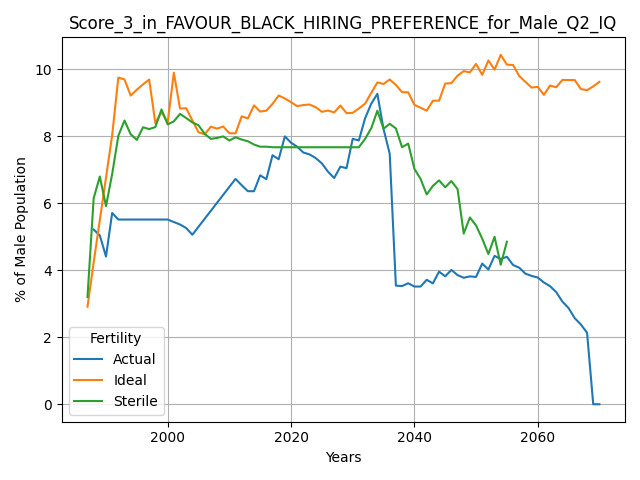 Score_3_in_FAVOUR_BLACK_HIRING_PREFERENCE_for_Male_Q2_IQ
% of Male Population
10
8
6
4
2
0
Fertility
Actual
Ideal
Sterile
2000
2020
2040
2060
Years